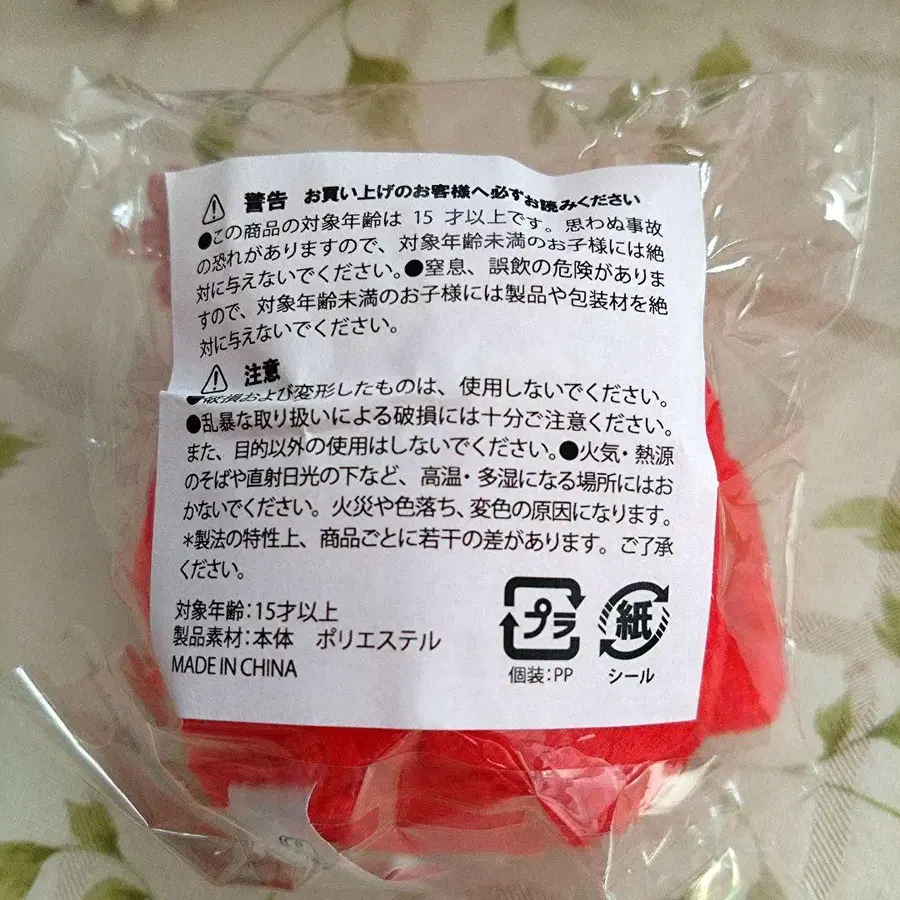 警告 お買い上げのお客様へ必ずお読みください
●この商品の対象年齢は 15 才以上です。思わぬ事故
の恐れがありますので、対象年齢未満のお子様には絶
対に与えないでください。●窒息、誤飲の危険がありま
すので、対象年齢未満のお子様には製品や包装材を絶
対に与えないでください。
注意
●破損および変形したものは、使用しないでください。
●乱暴な取り扱いによる破損には十分ご注意ください。
また、目的以外の使用はしないでください。●火気・熱源
のそばや直射日光の下など、高温・多湿になる場所にはお
かないでください。火災や色落ち、変色の原因になります。
*製法の特性上、商品ごとに若干の差があります。ご了承
ください。
対象年齢:15才以上
製品素材:本体 ポリエステル
MADE IN CHINA
プラ
個装:PP
紙
シール